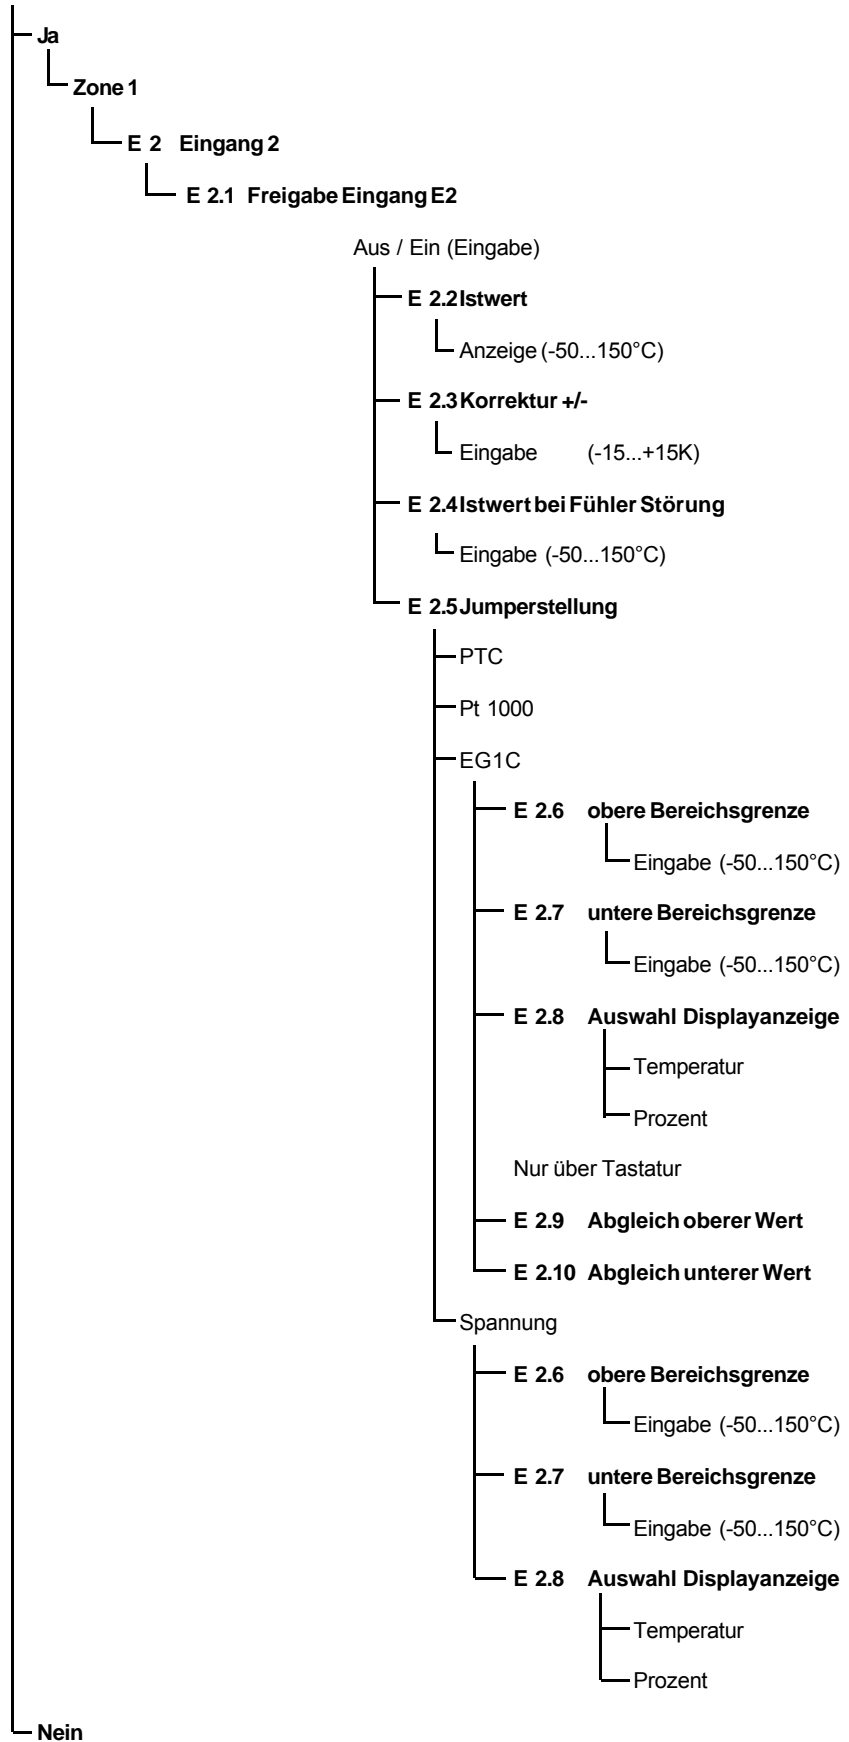 Ja
Zone 1
E 2 Eingang 2
E 2.1 Freigabe Eingang E2
Aus / Ein (Eingabe)
E 2.2 Istwert
Anzeige (-50...150°C)
E 2.3 Korrektur +/-
Eingabe (-15...+15K)
E 2.4 Istwert bei Fühler Störung
Eingabe (-50...150°C)
E 2.5 Jumperstellung
PTC
Pt 1000
EG1C
E 2.6 obere Bereichsgrenze
Eingabe (-50...150°C)
E 2.7 untere Bereichsgrenze
Eingabe (-50...150°C)
E 2.8 Auswahl Displayanzeige
Temperatur
Prozent
Nur über Tastatur
E 2.9 Abgleich oberer Wert
E 2.10 Abgleich unterer Wert
Spannung
E 2.6 obere Bereichsgrenze
Eingabe (-50...150°C)
E 2.7 untere Bereichsgrenze
Eingabe (-50...150°C)
E 2.8 Auswahl Displayanzeige
Temperatur
Prozent
Nein